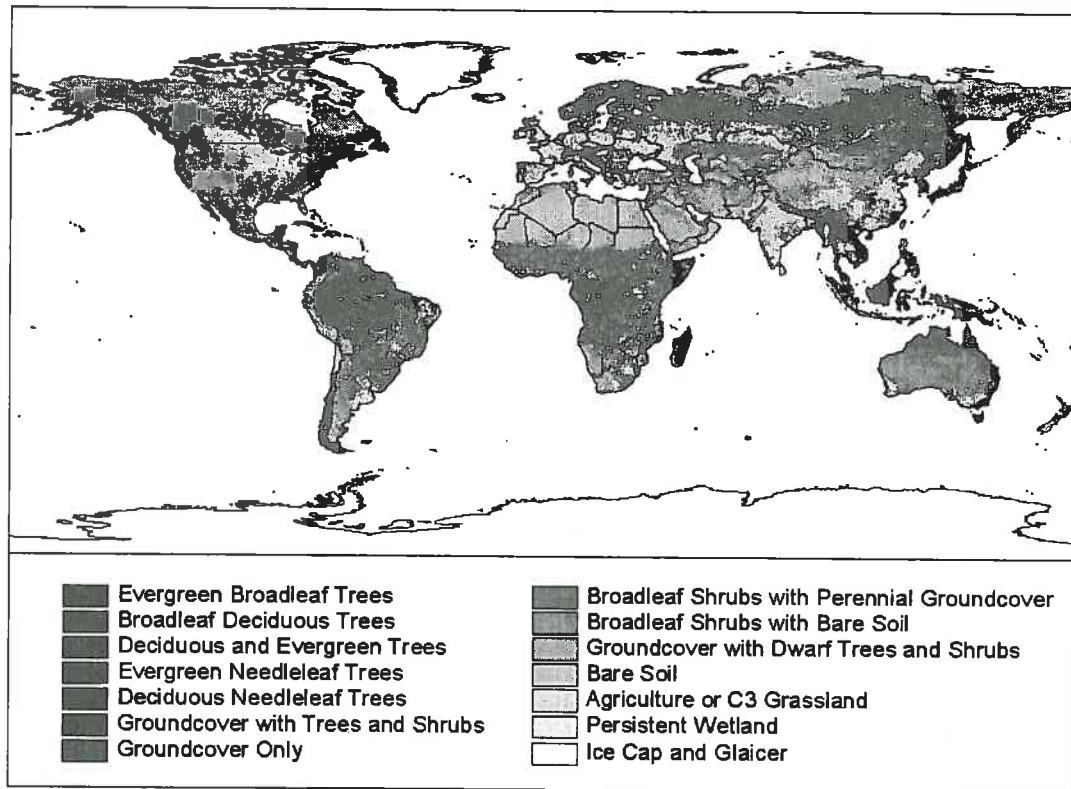 Evergreen Broadleaf Trees
Broadleaf Deciduous Trees
Deciduous and Evergreen Trees
Evergreen Needleleaf Trees
Deciduous Needleleaf Trees
Groundcover with Trees and Shrubs
Groundcover Only
Broadleaf Shrubs with Perennial Groundcover
Broadleaf Shrubs with Bare Soil
Groundcover with Dwarf Trees and Shrubs
Bare Soil
Agriculture or C3 Grassland
Persistent Wetland
Ice Cap and Glaicer